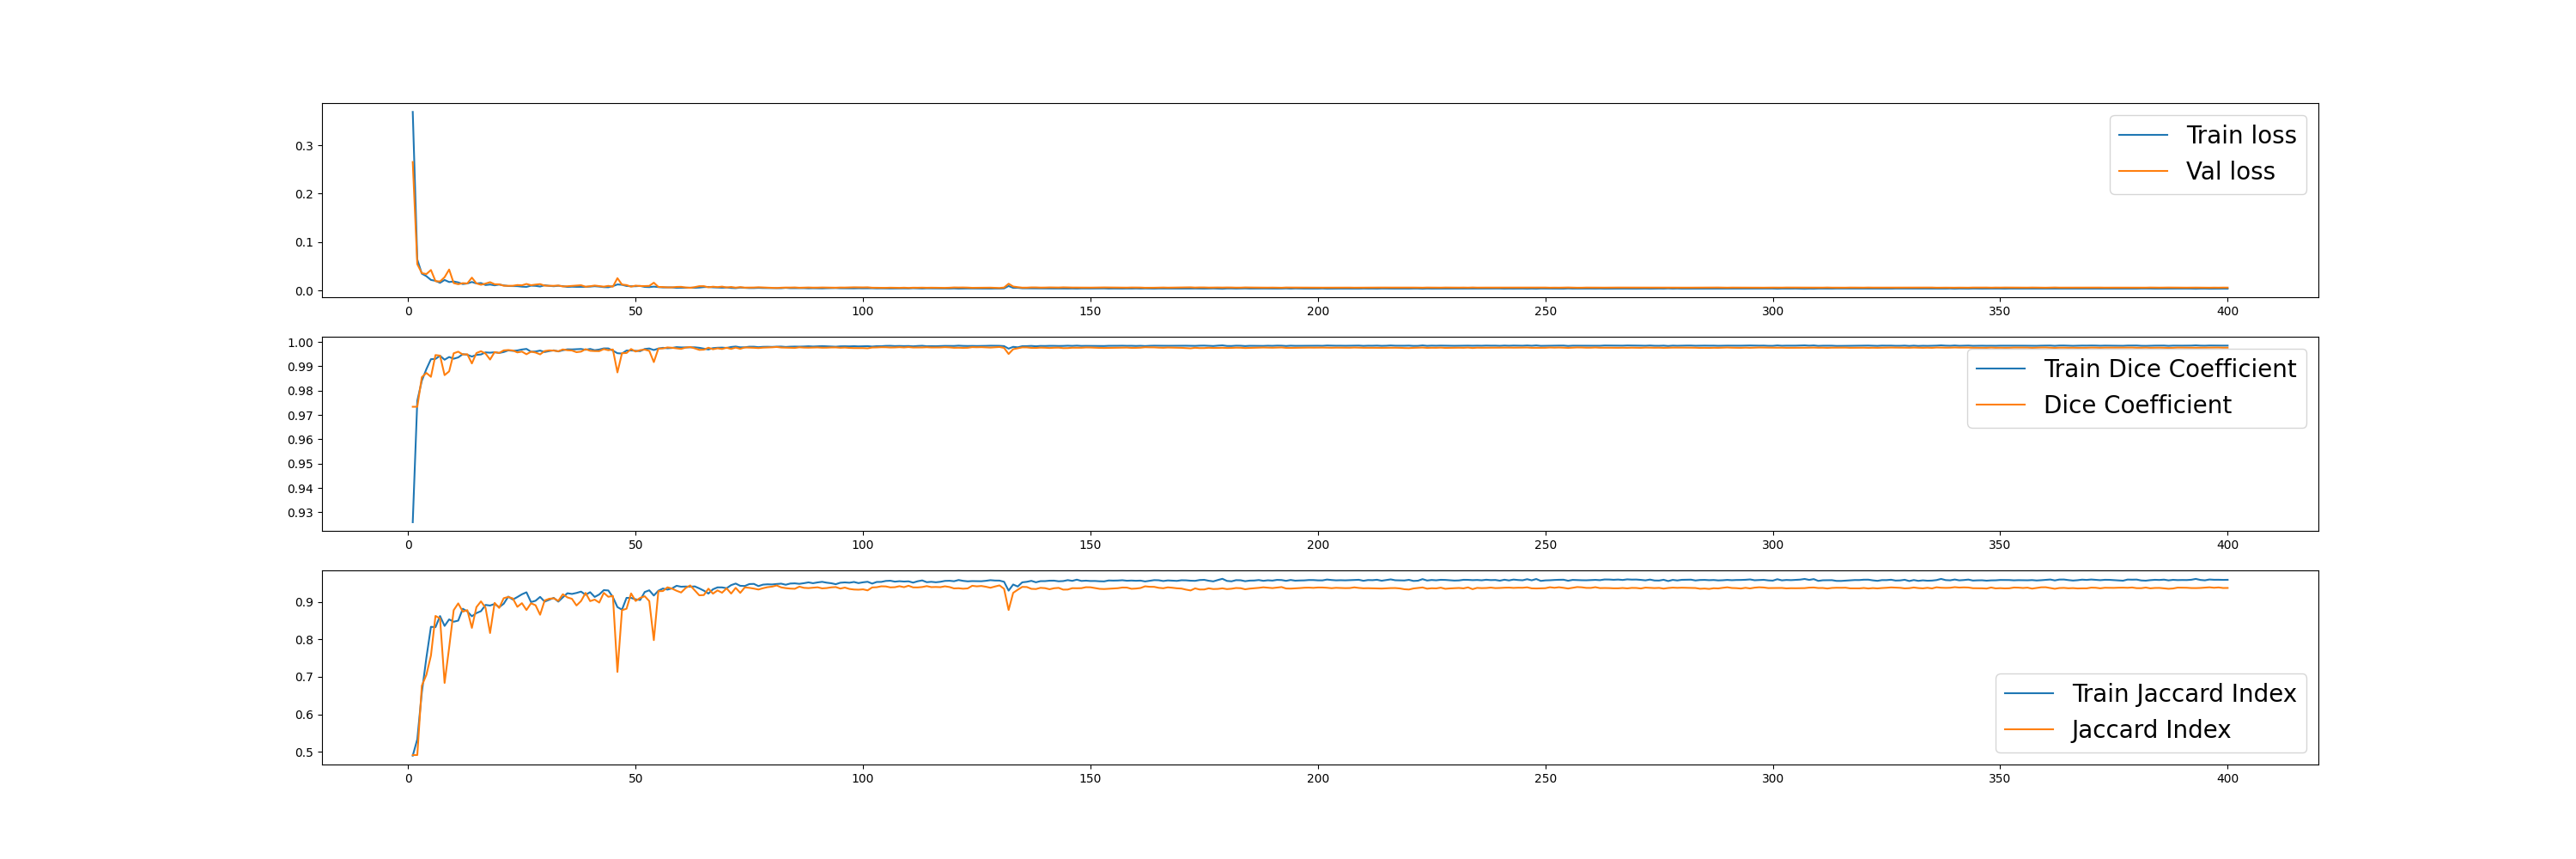 0.3
0.2
0.1
0.0
Train loss
Val loss
0 50 100 150 200 250 300 350 400
1.00
0.99
0.98
0.97
0.96
0.95
0.94
0.93
Train Dice Coefficient
Dice Coefficient
0 50 100 150 200 250 300 350 400
0.9
0.8
0.7
0.6
0.5
Train Jaccard Index
Jaccard Index
0 50 100 150 200 250 300 350 400